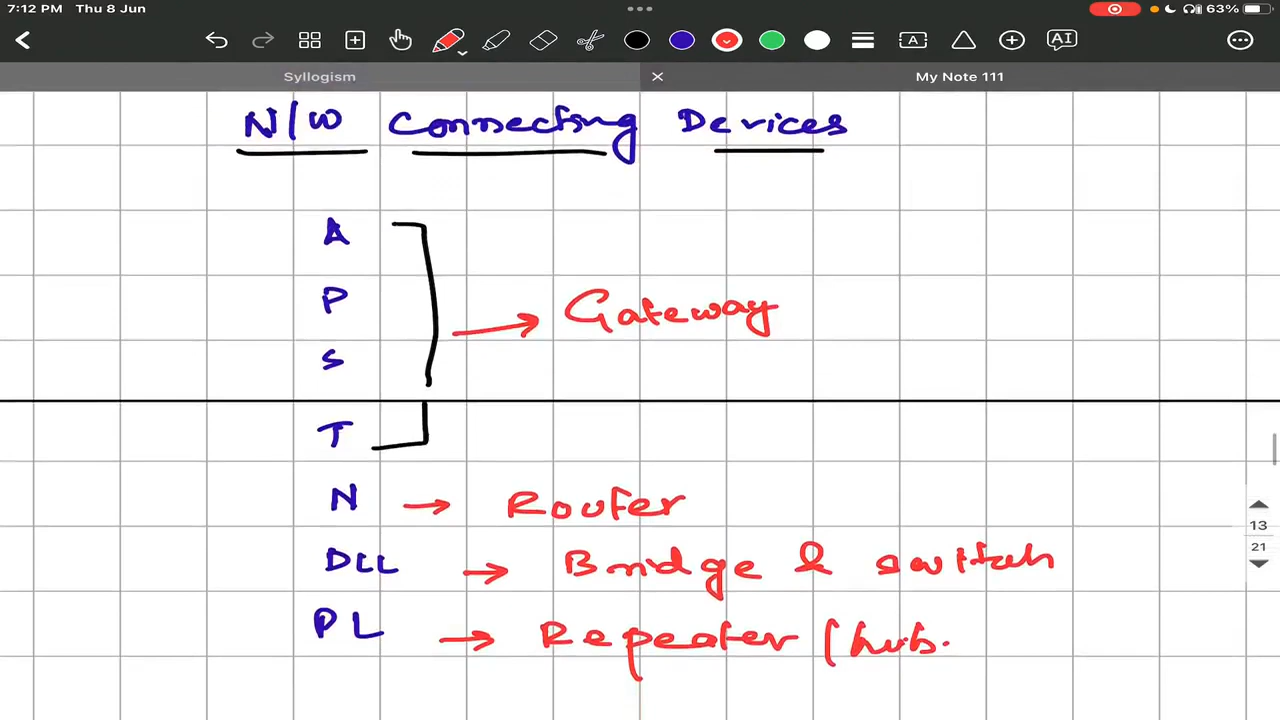 7:12 PM Thu 8 Jun 63%
A AI
Syllogism
My Note 111
N/W Connecting Devices
A
P
Gateway
S
T
N → Router
DLL → Bridge & switch
PL → Repeater (hub.
13
21